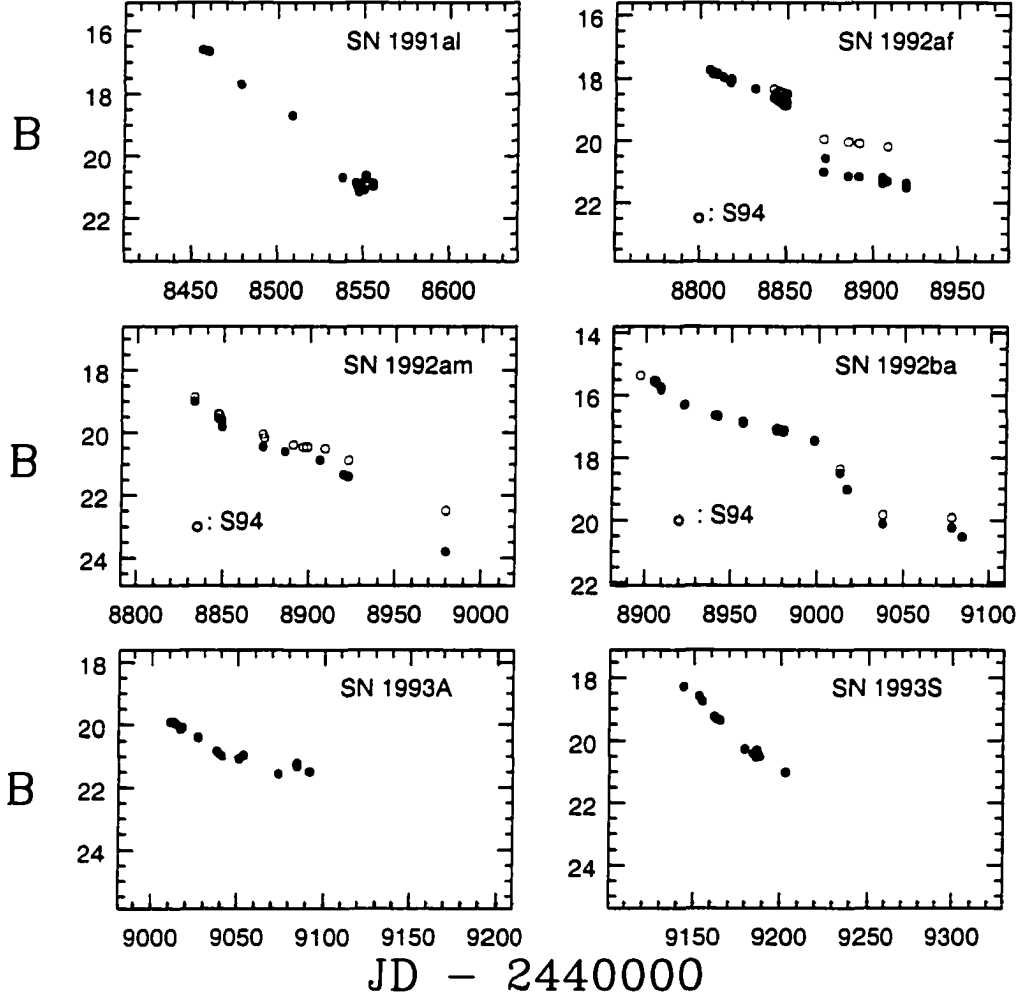 SN 1991al
16
18
20
22
B
8450 8500 8550 8600
SN 1992af
16
18
20
22
: S94
8800 8850 8900 8950
SN 1992am
18
20
22
24
B
: S94
8800 8850 8900 8950 9000
SN 1992ba
14
16
18
20
22
: S94
8900 8950 9000 9050 9100
SN 1993A
18
20
22
24
B
9000 9050 9100 9150 9200
SN 1993S
18
20
22
24
9150 9200 9250 9300
JD - 2440000